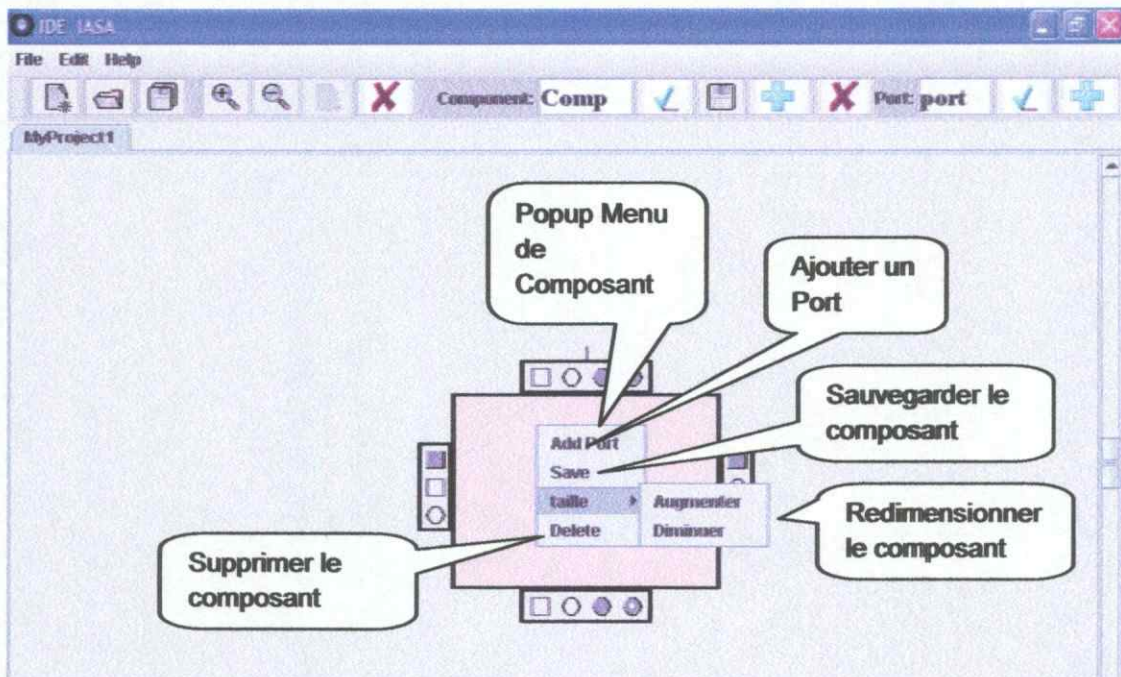 IDE IASA
File Edit Help
Component: Comp Port: port
MyProject1
Popup Menu
de
Composant
Ajouter un
Port
Sauvegarder le
composant
Add Port
Save
taille
Delete
Augmenter
Diminuer
Redimensionner
le composant
Supprimer le
composant